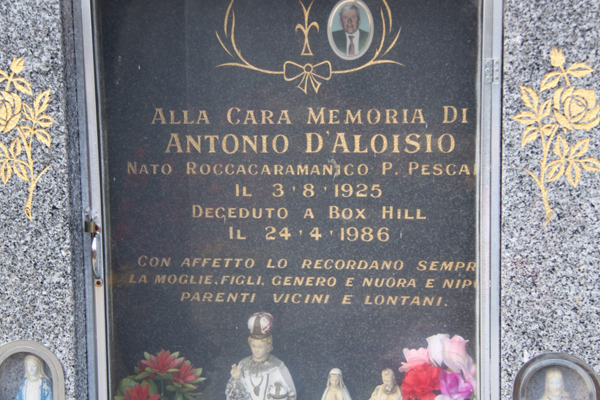 ALLA CARA MEMORIA DI
ANTONIO D'ALOISIO
NATO ROCCACARAMANICO P. PESCA
IL 3·8·1925
DECEDUTO A BOX HILL
IL 24·4·1986
CON AFFETTO LO RECORDANO SEMPR
LA MOGLIE, FIGLI, GENERO E NUORA E NIP
PARENTI VICINI E LONTANI.